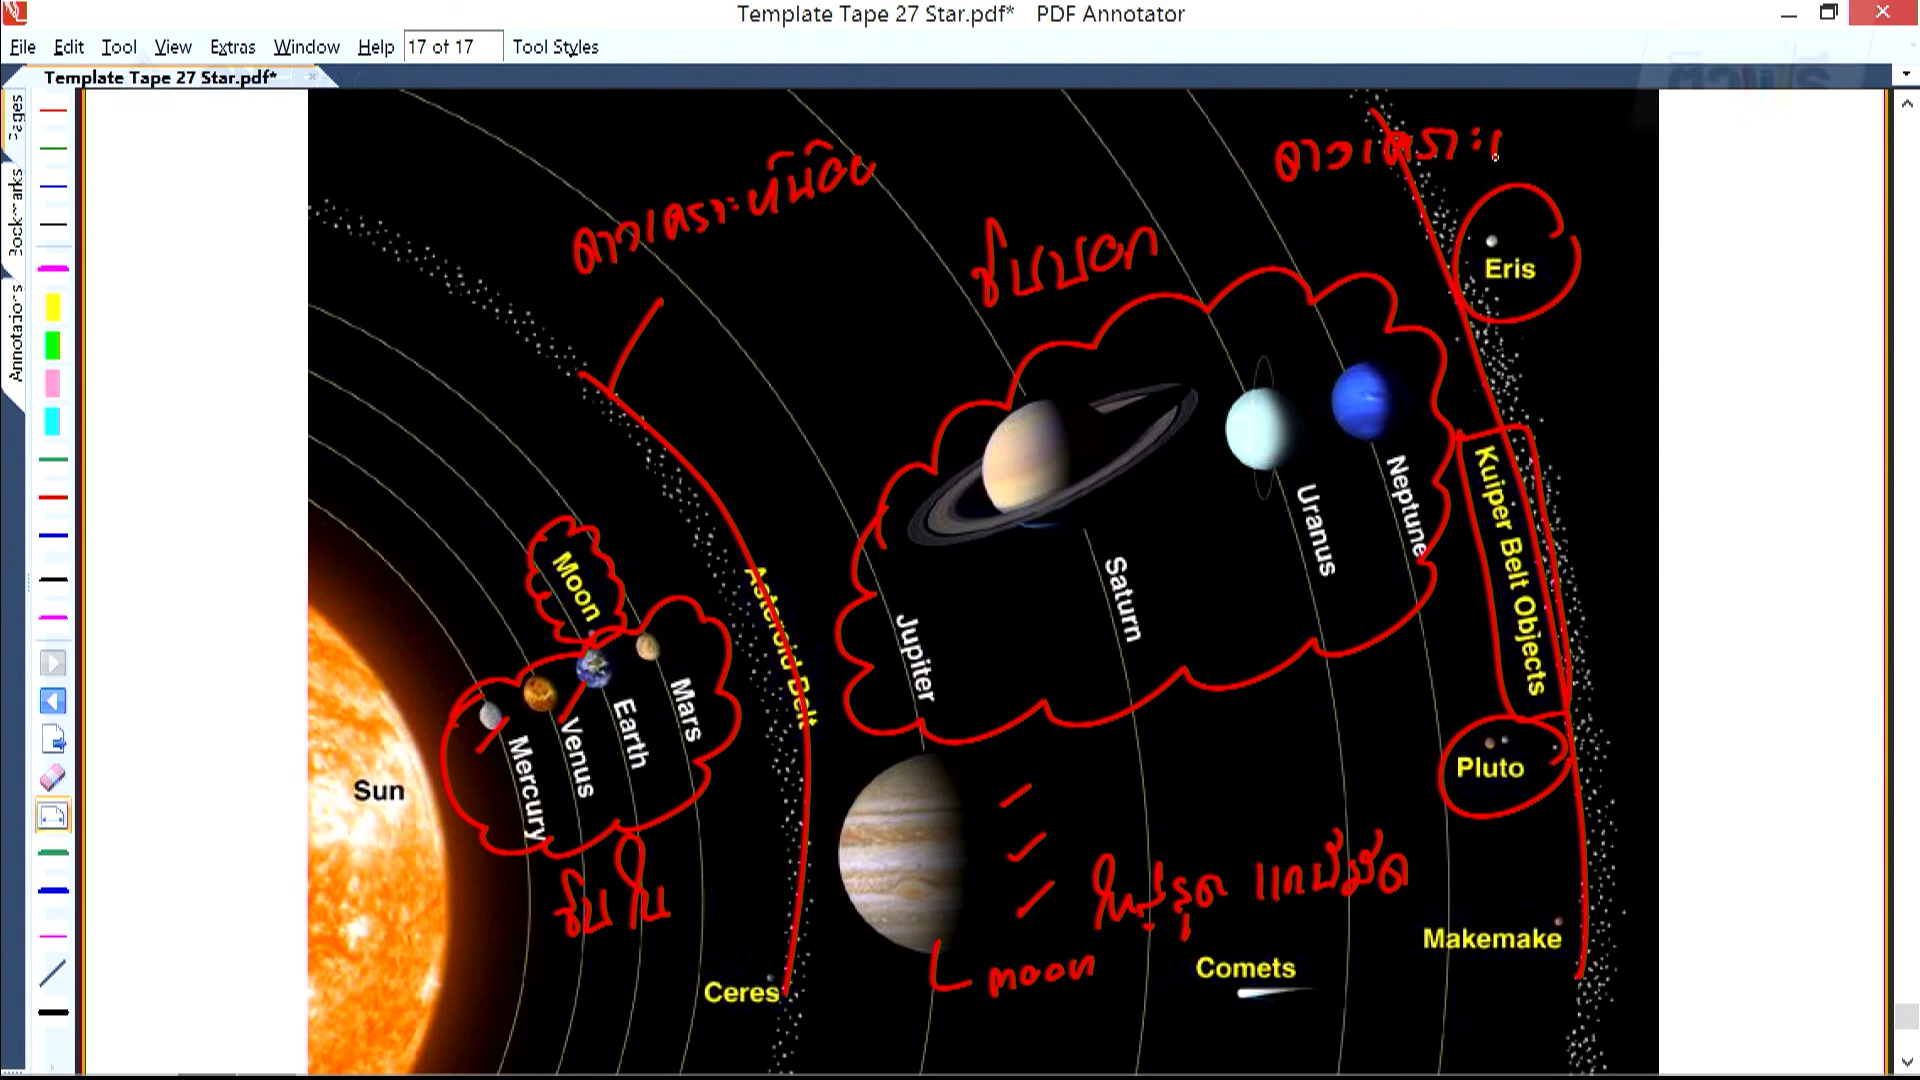 Template Tape 27 Star.pdf* PDF Annotator
File Edit Tool View Extras Window Help 17 of 17 Tool Styles
Template Tape 27 Star.pdf*
Pages
Bookmarks
Annotations
ดาวเคราะห์น้อย
ดาวเคราะแ
ชั้นนอก
Eris
Kuiper Belt Objects
Neptune
Uranus
Saturn
Jupiter
Asteroid Belt
Moon
Mars
Earth
Venus
Mercury
Sun
Pluto
ชั้นใน
moon
Comets
Makemake
Ceres